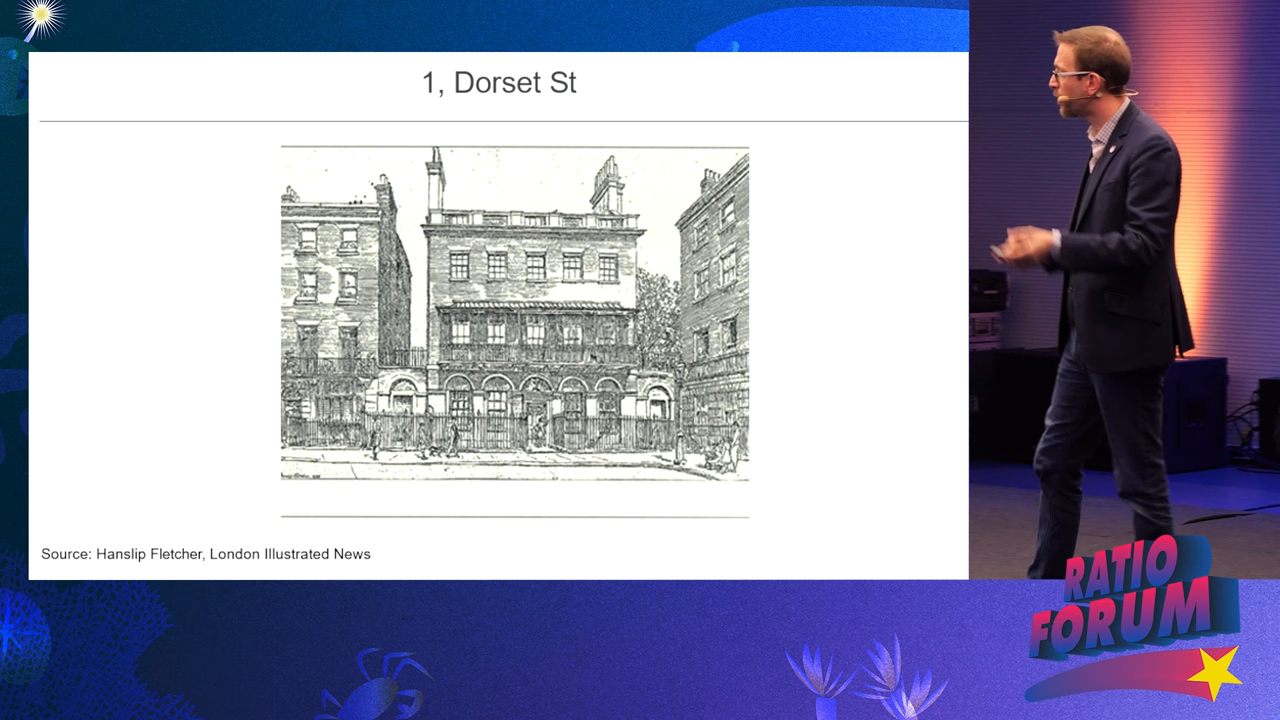 1, Dorset St
Source: Hanslip Fletcher, London Illustrated News
RATIO
FORUM